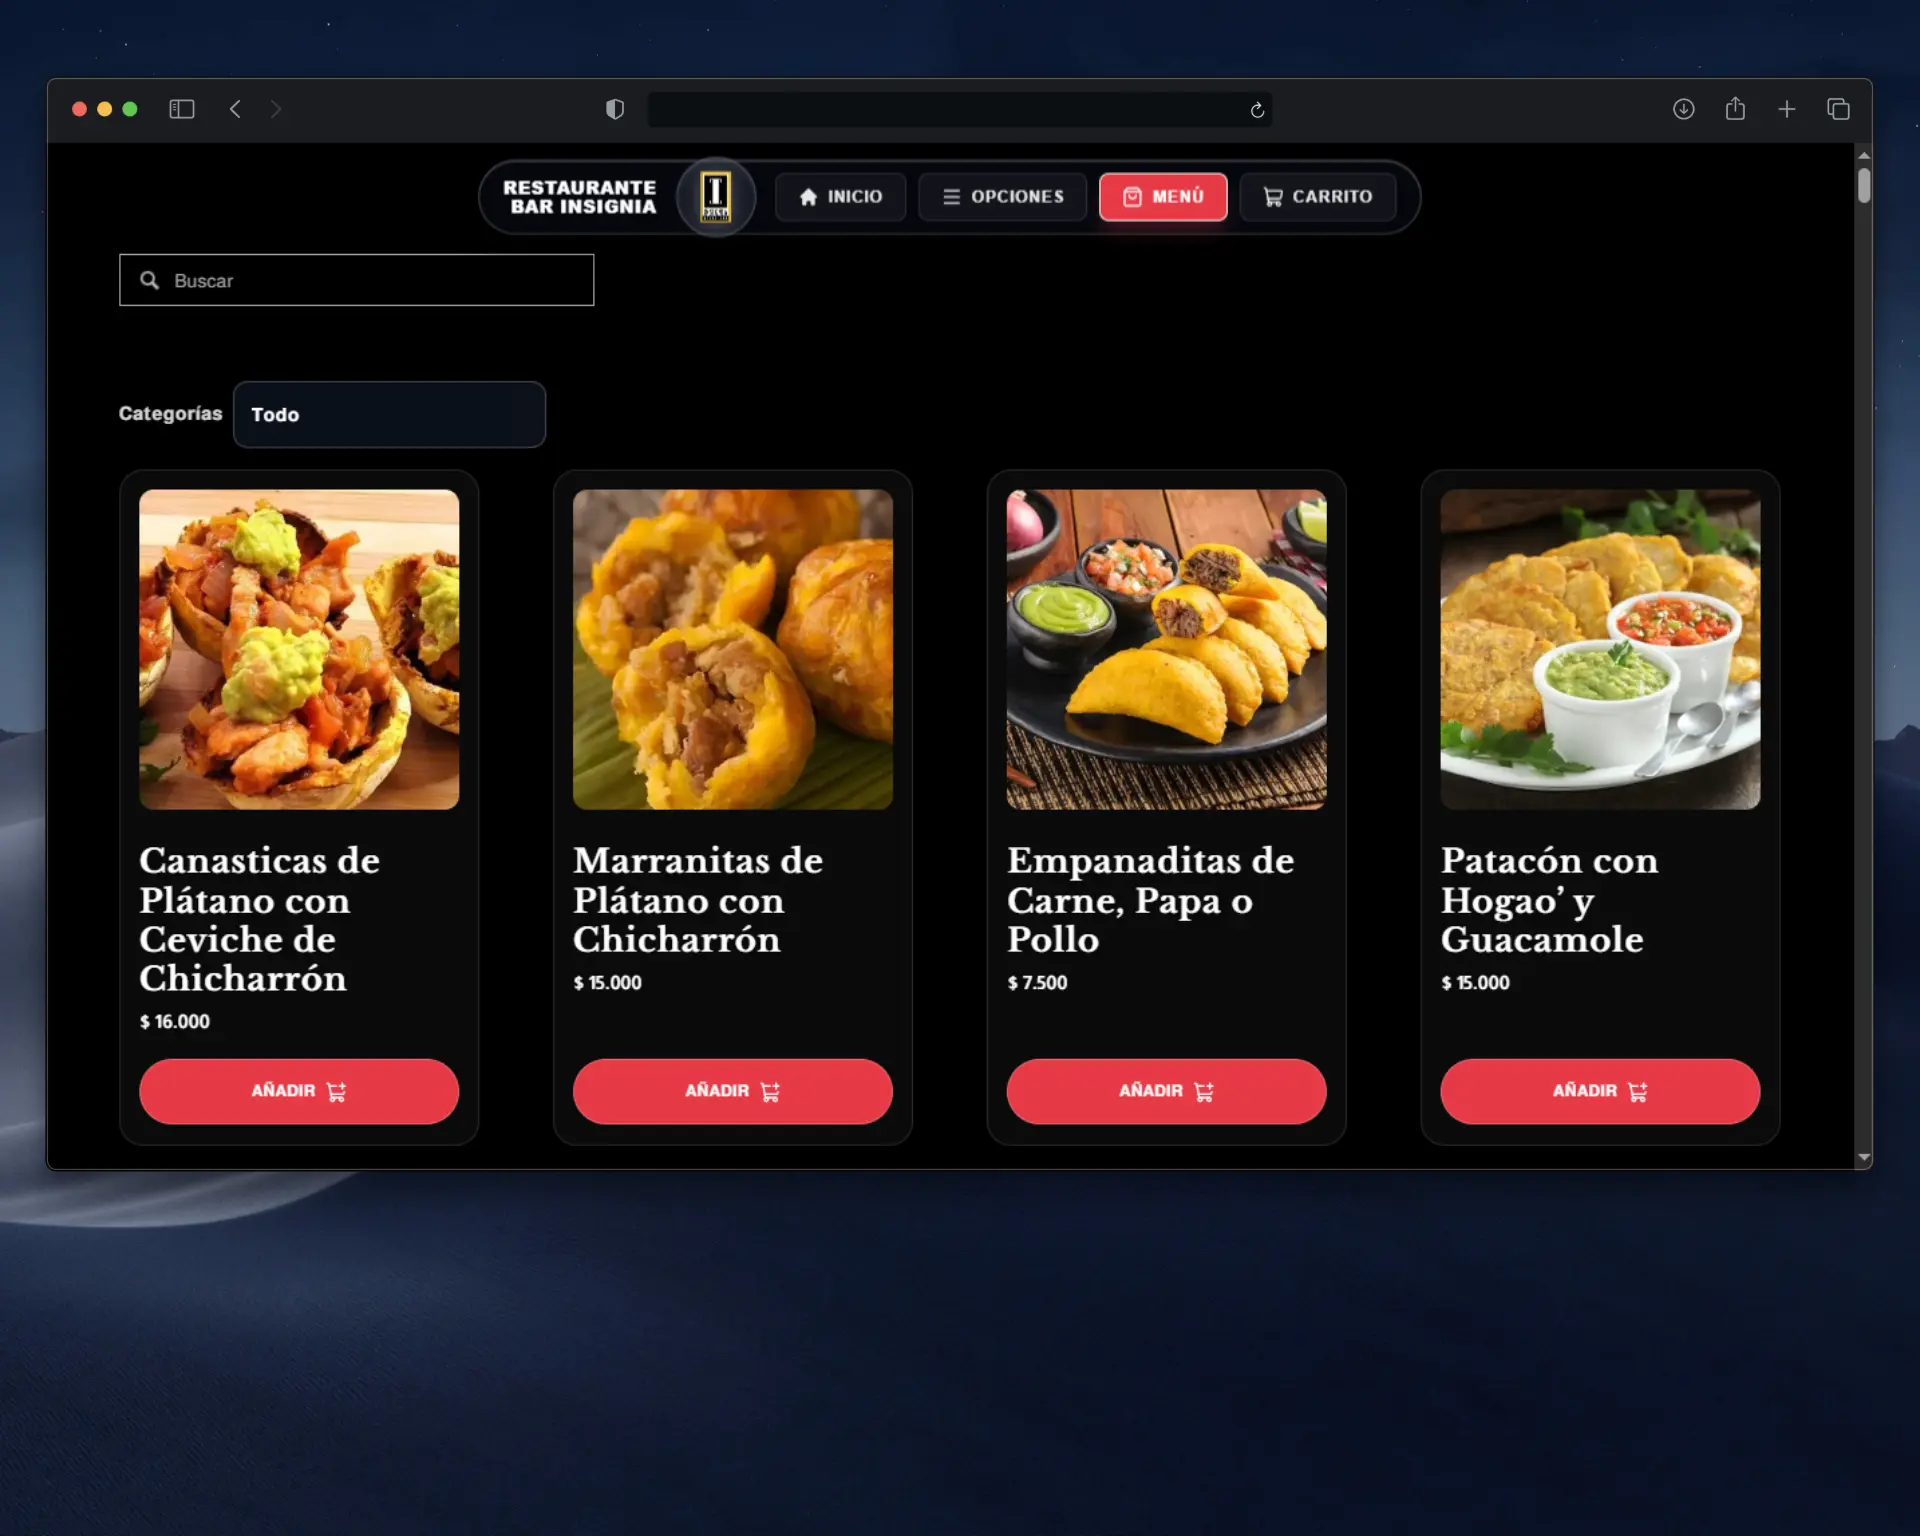 RESTAURANTE
BAR INSIGNIA
I
INICIO
OPCIONES
MENÚ
CARRITO
Buscar
Categorías
Todo
Canasticas de
Plátano con
Ceviche de
Chicharrón
$ 16.000
AÑADIR
Marranitas de
Plátano con
Chicharrón
$ 15.000
AÑADIR
Empanaditas de
Carne, Papa o
Pollo
$ 7.500
AÑADIR
Patacón con
Hogao’ y
Guacamole
$ 15.000
AÑADIR